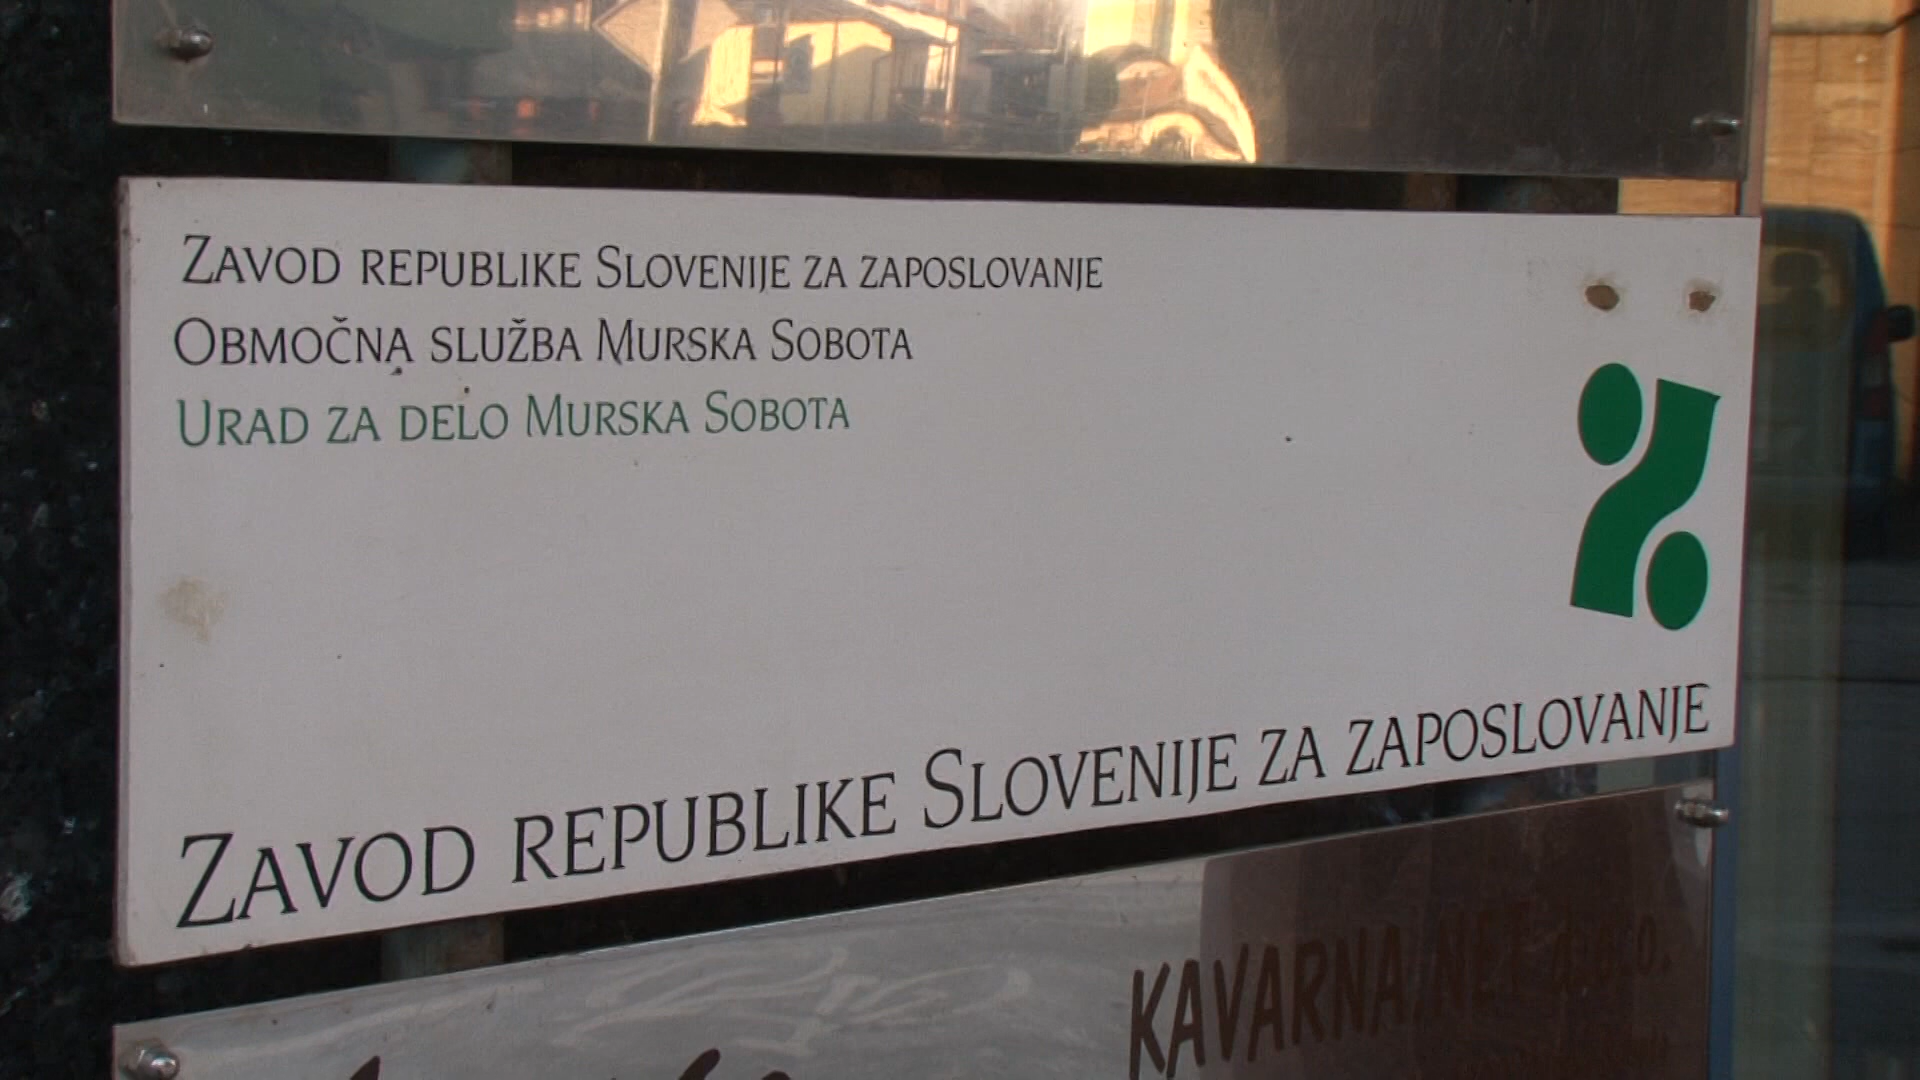 Zavod republike Slovenije za zaposlovanje
Območna služba Murska Sobota
Urad za delo Murska Sobota
Zavod republike Slovenije za zaposlovanje
KAVARNA.NET d.o.o.